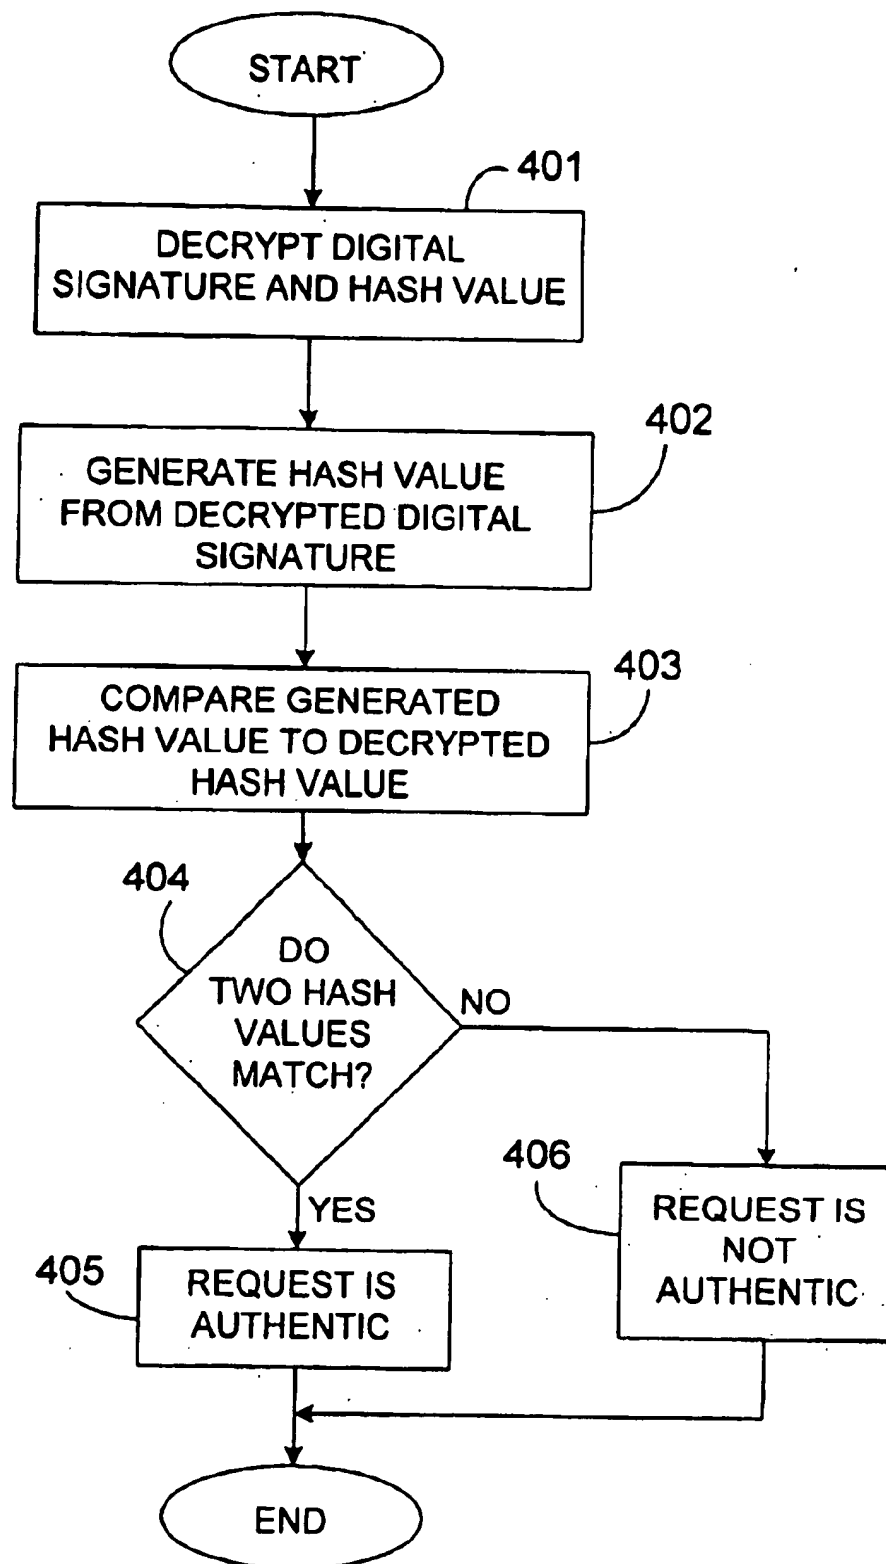 START
401
DECRYPT DIGITAL
SIGNATURE AND HASH VALUE
402
GENERATE HASH VALUE
FROM DECRYPTED DIGITAL
SIGNATURE
403
COMPARE GENERATED
HASH VALUE TO DECRYPTED
HASH VALUE
404
DO
TWO HASH
VALUES
MATCH?
NO
YES
406
REQUEST IS
NOT
AUTHENTIC
405
REQUEST IS
AUTHENTIC
END